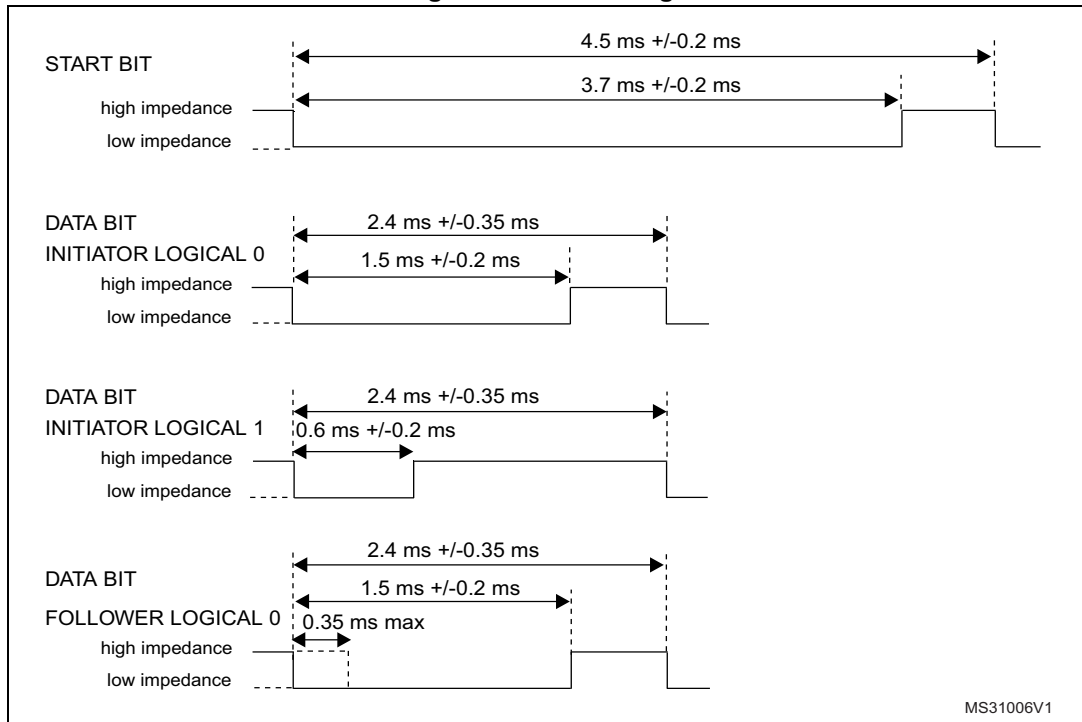 4.5 ms +/-0.2 ms
START BIT
3.7 ms +/-0.2 ms
high impedance
low impedance
DATA BIT
2.4 ms +/-0.35 ms
INITIATOR LOGICAL 0
1.5 ms +/-0.2 ms
high impedance
low impedance
DATA BIT
2.4 ms +/-0.35 ms
INITIATOR LOGICAL 1
0.6 ms +/-0.2 ms
high impedance
low impedance
2.4 ms +/-0.35 ms
DATA BIT
1.5 ms +/-0.2 ms
FOLLOWER LOGICAL 0
0.35 ms max
high impedance
low impedance
MS31006V1